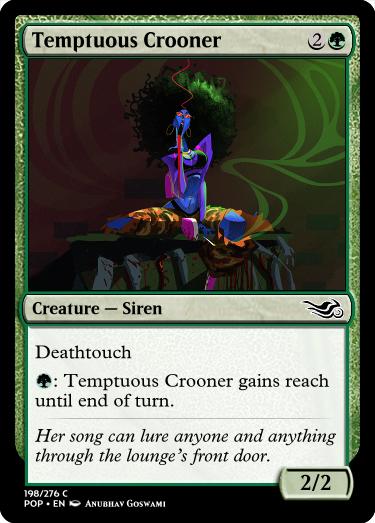 Temptuous Crooner 2
Creature — Siren
Deathtouch
: Temptuous Crooner gains reach
until end of turn.
Her song can lure anyone and anything
through the lounge's front door.
2/2
198/276 C
POP • EN Anubhav Goswami